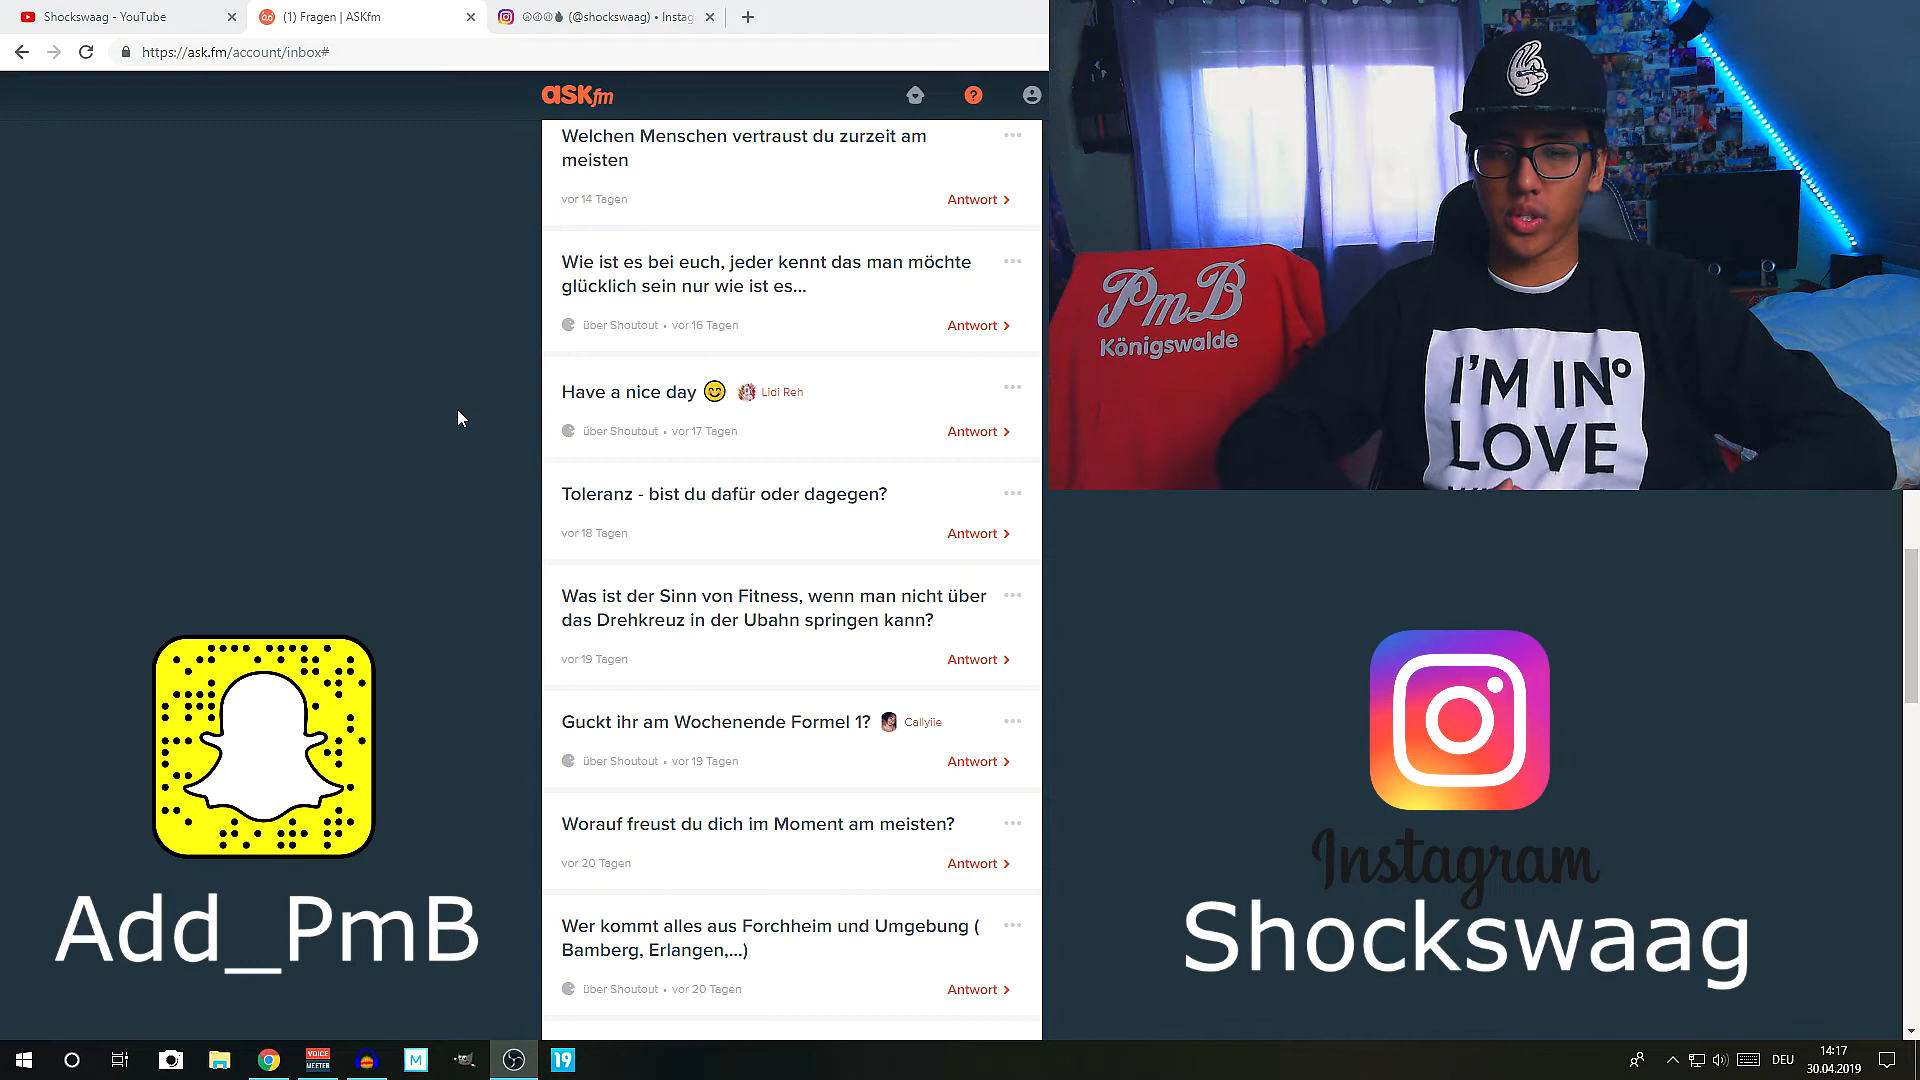 Shockswaag - YouTube
(1) Fragen | ASKfm
(@shockswaag) • Instag
https://ask.fm/account/inbox#
ASKfm
Welchen Menschen vertraust du zurzeit am
meisten
vor 14 Tagen
Antwort
Wie ist es bei euch, jeder kennt das man möchte
glücklich sein nur wie ist es...
über Shoutout • vor 16 Tagen
Antwort
Have a nice day 😊 Lidi Reh
über Shoutout • vor 17 Tagen
Antwort
Toleranz - bist du dafür oder dagegen?
vor 18 Tagen
Antwort
Was ist der Sinn von Fitness, wenn man nicht über
das Drehkreuz in der Ubahn springen kann?
vor 19 Tagen
Antwort
Guckt ihr am Wochenende Formel 1? Callyiie
über Shoutout • vor 19 Tagen
Antwort
Worauf freust du dich im Moment am meisten?
vor 20 Tagen
Antwort
Wer kommt alles aus Forchheim und Umgebung (
Bamberg, Erlangen,...)
über Shoutout • vor 20 Tagen
Antwort
PmB
Königswalde
I'M IN
LOVE
Add_PmB
Instagram
Shockswaag
VOICE
MEETER
M
19
DEU
14:17
30.04.2019